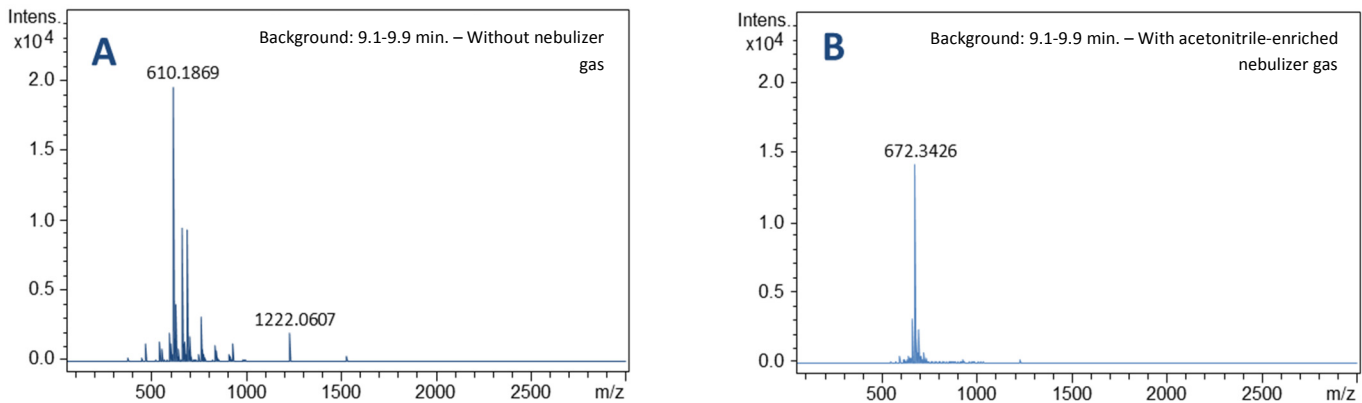 Intens.
x10⁴
A
Background: 9.1-9.9 min. – Without nebulizer
gas
2.0
610.1869
1.5
1.0
0.5
1222.0607
0.0
500
1000
1500
2000
2500
m/z
Intens.
x10⁴
B
Background: 9.1-9.9 min. – With acetonitrile-enriched
nebulizer gas
2.0
1.5
672.3426
1.0
0.5
0.0
500
1000
1500
2000
2500
m/z